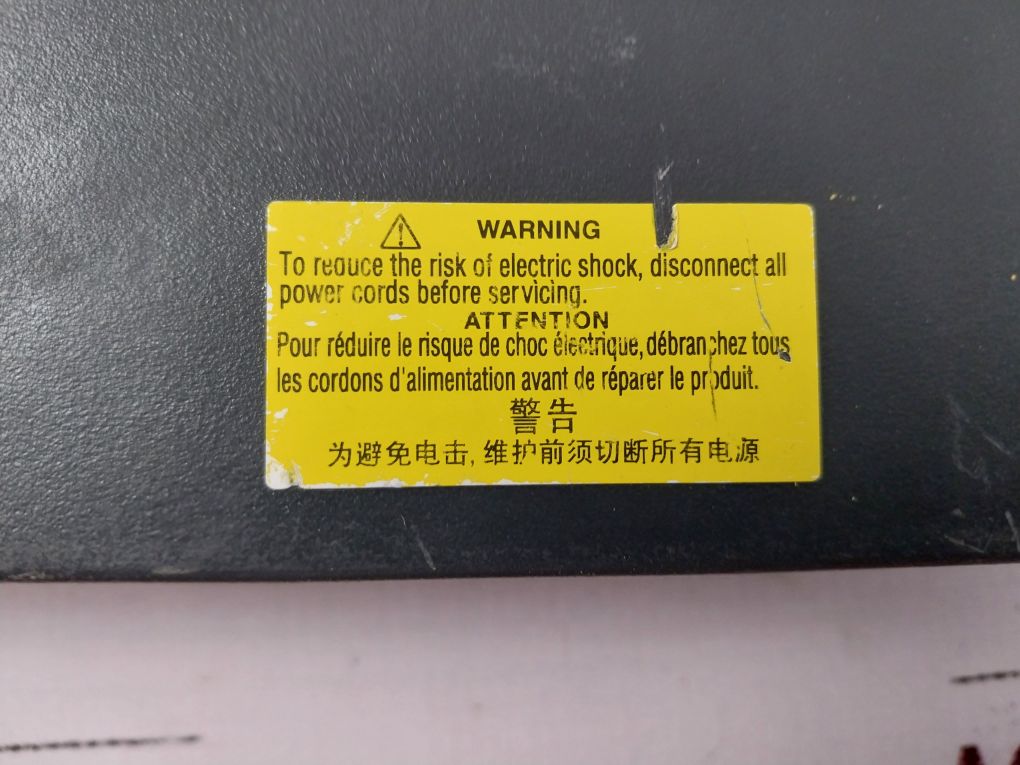 WARNING
To reduce the risk of electric shock, disconnect all
power cords before servicing.
ATTENTION
Pour réduire le risque de choc électrique, débranchez tous
les cordons d'alimentation avant de réparer le produit.
警告
为避免电击, 维护前须切断所有电源